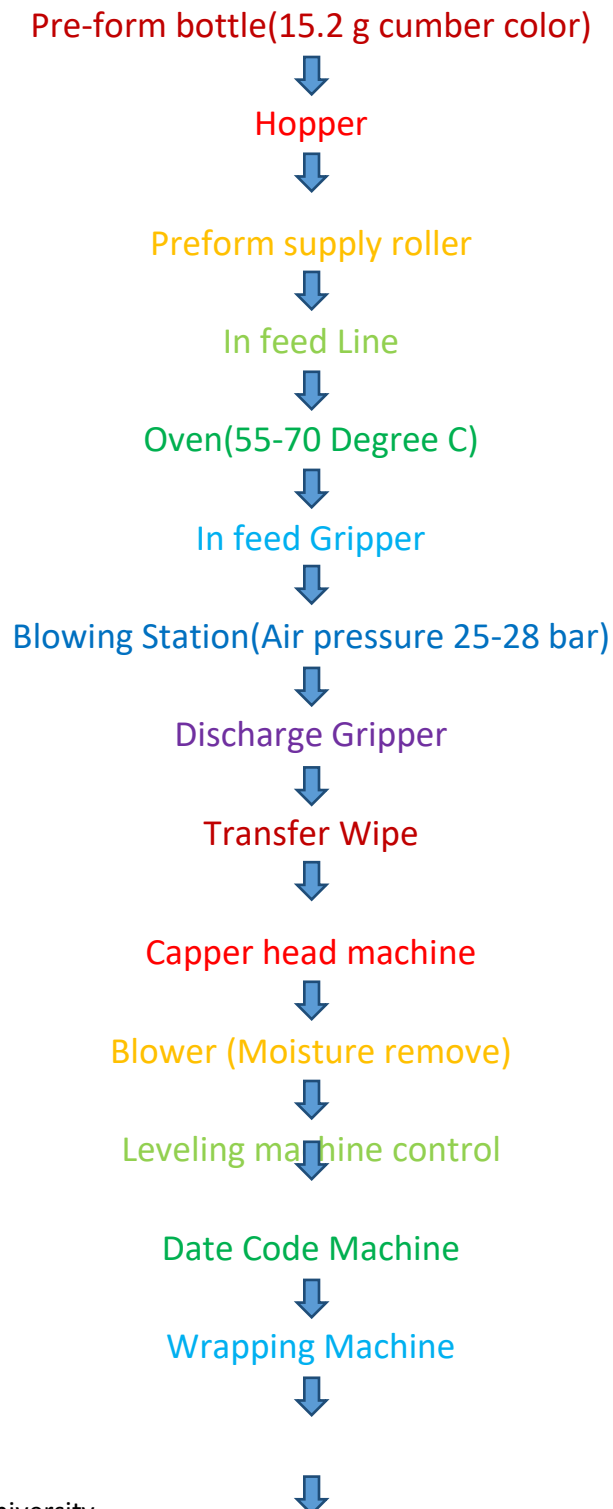 Pre-form bottle(15.2 g cumber color)
Hopper
Preform supply roller
In feed Line
Oven(55-70 Degree C)
In feed Gripper
Blowing Station(Air pressure 25-28 bar)
Discharge Gripper
Transfer Wipe
Capper head machine
Blower (Moisture remove)
Leveling machine control
Date Code Machine
Wrapping Machine